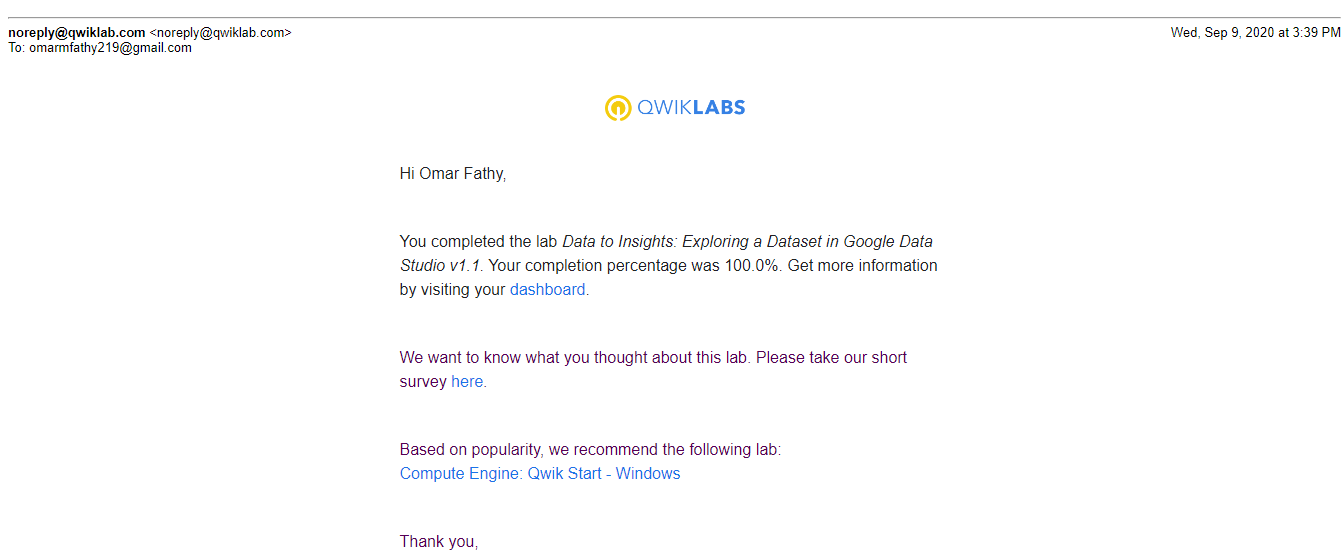 noreply@qwiklab.com <noreply@qwiklab.com> Wed, Sep 9, 2020 at 3:39 PM
To: omarmfathy219@gmail.com
QWIKLABS
Hi Omar Fathy,
You completed the lab Data to Insights: Exploring a Dataset in Google Data
Studio v1.1. Your completion percentage was 100.0%. Get more information
by visiting your dashboard.
We want to know what you thought about this lab. Please take our short
survey here.
Based on popularity, we recommend the following lab:
Compute Engine: Qwik Start - Windows
Thank you,